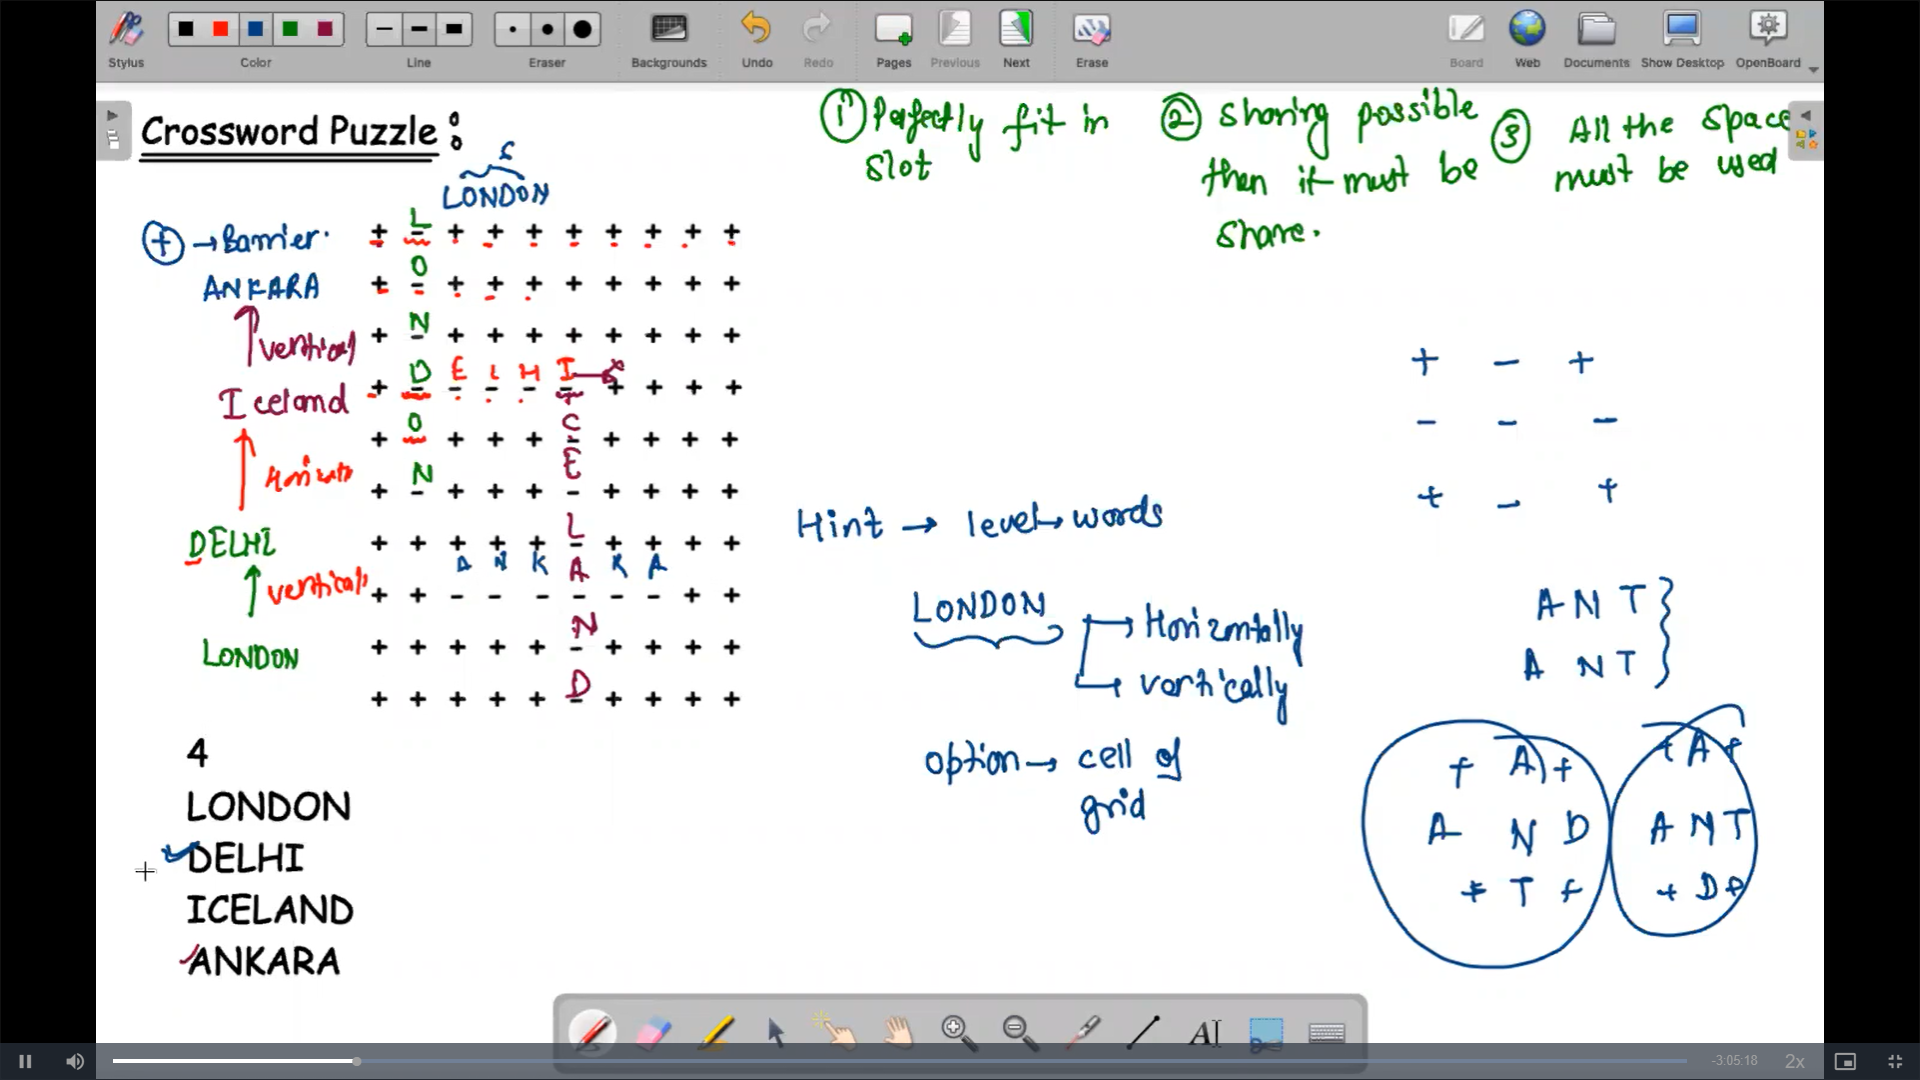 Stylus Color Line Eraser Backgrounds Undo Redo Pages Previous Next Erase Board Web Documents Show Desktop OpenBoard
Crossword Puzzle :
① Perfectly fit in
slot
② sharing possible
then it must be
share.
③ All the space
must be used
LONDON
+ → Barrier.
ANKARA
vertical
Iceland
DELHI
vertical
LONDON
+ L + + + + + + + +
+ O + + + + + + + +
+ N + + + + + + + +
+ D E L H I + + + +
+ O + + + C + + + +
+ N + + + E + + + +
+ + + + + L + + + +
+ + A N K A R A + +
+ + + + + N + + + +
+ + + + + D + + + +
4
LONDON
DELHI
ICELAND
ANKARA
Hint → level → words
LONDON → Horizontally
→ vertically
option → cell of
grid
+ - +
- - -
+ - +
A N T
A N T
+ A +
A N D
+ T +
+ A +
A N T
+ D +
-3:05:18 2x